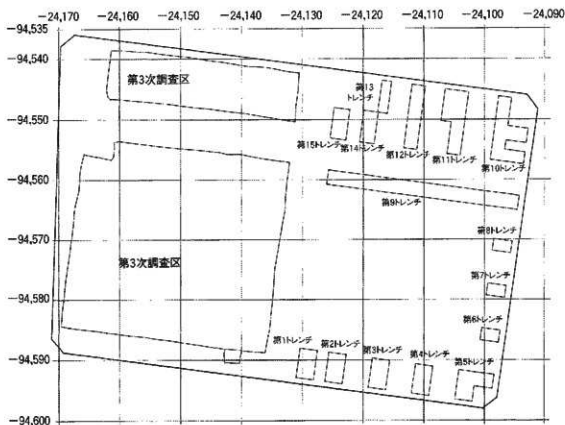 -24,170 -24,160 -24,150 -24,140 -24,130 -24,120 -24,110 -24,100 -24,090
-94,535
-94,540
-94,550
-94,560
-94,570
-94,580
-94,590
-94,600
第3次調査区
第13
トレンチ
第15トレンチ
第14トレンチ
第12トレンチ
第11トレンチ
第10トレンチ
第9トレンチ
第8トレンチ
第3次調査区
第7トレンチ
第6トレンチ
第1トレンチ
第2トレンチ
第3トレンチ
第4トレンチ
第5トレンチ